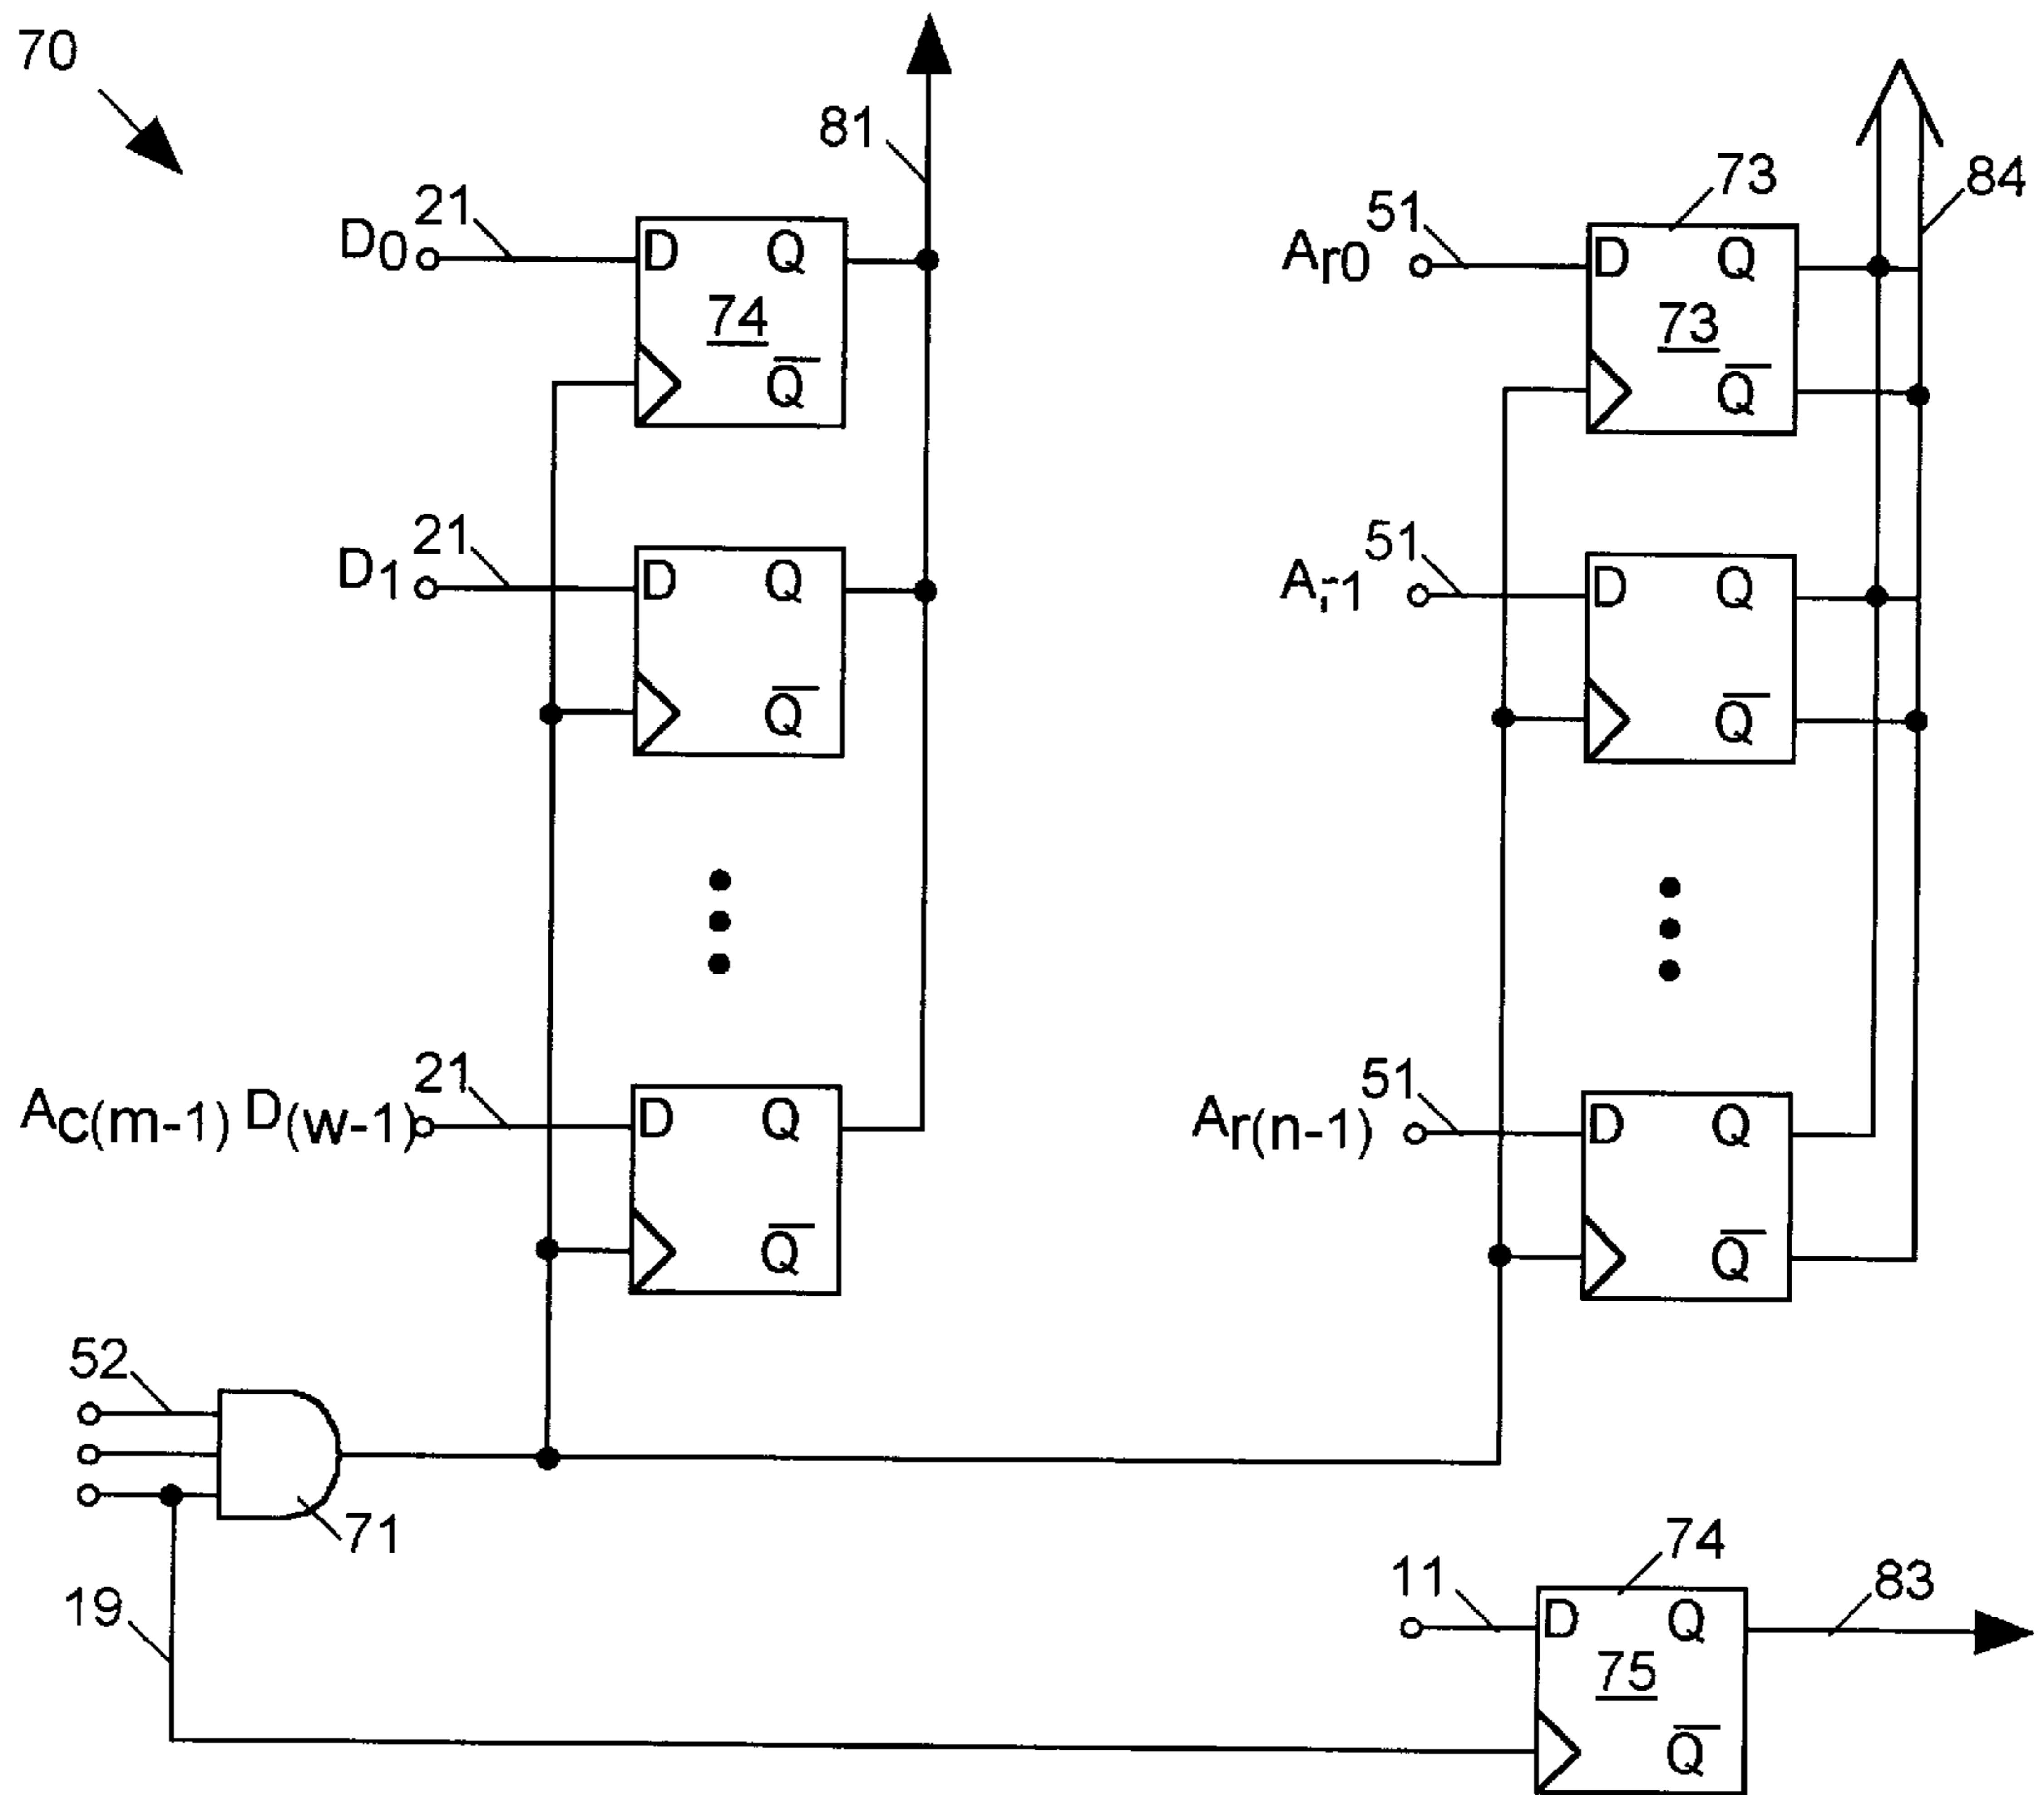 70
81
84
D0 21
D Q
74
Q̅
Ar0 51
73
D Q
73
Q̅
D1 21
D Q
Q̅
Ar1 51
D Q
Q̅
Ac(m-1) D(w-1) 21
D Q
Q̅
Ar(n-1) 51
D Q
Q̅
52
71
19
11
74
83
D Q
75
Q̅